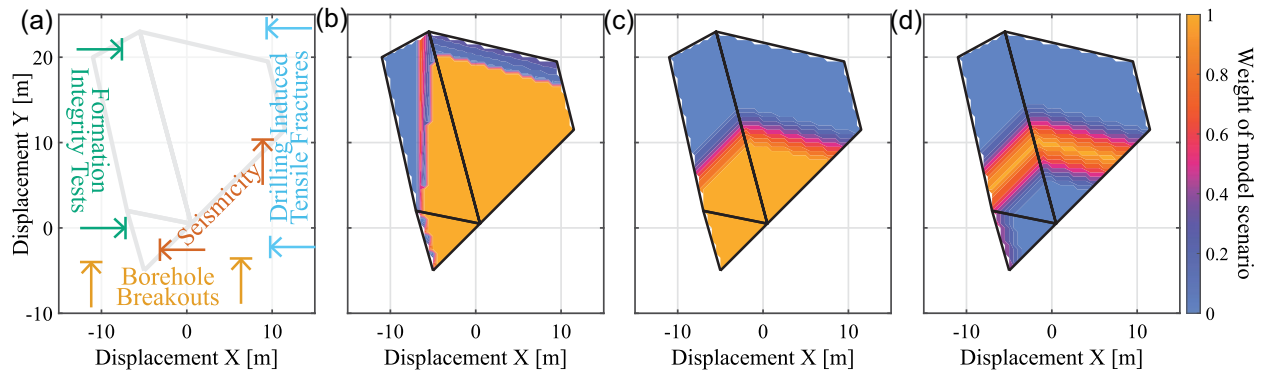 (a)
(b)
(c)
(d)
20
10
0
-10
Displacement Y [m]
Formation
Integrity Tests
Drilling Induced
Tensile Fractures
Seismicity
Borehole
Breakouts
-10 0 10
Displacement X [m]
-10 0 10
Displacement X [m]
-10 0 10
Displacement X [m]
-10 0 10
Displacement X [m]
1
0.8
0.6
0.4
0.2
0
Weight of model scenario